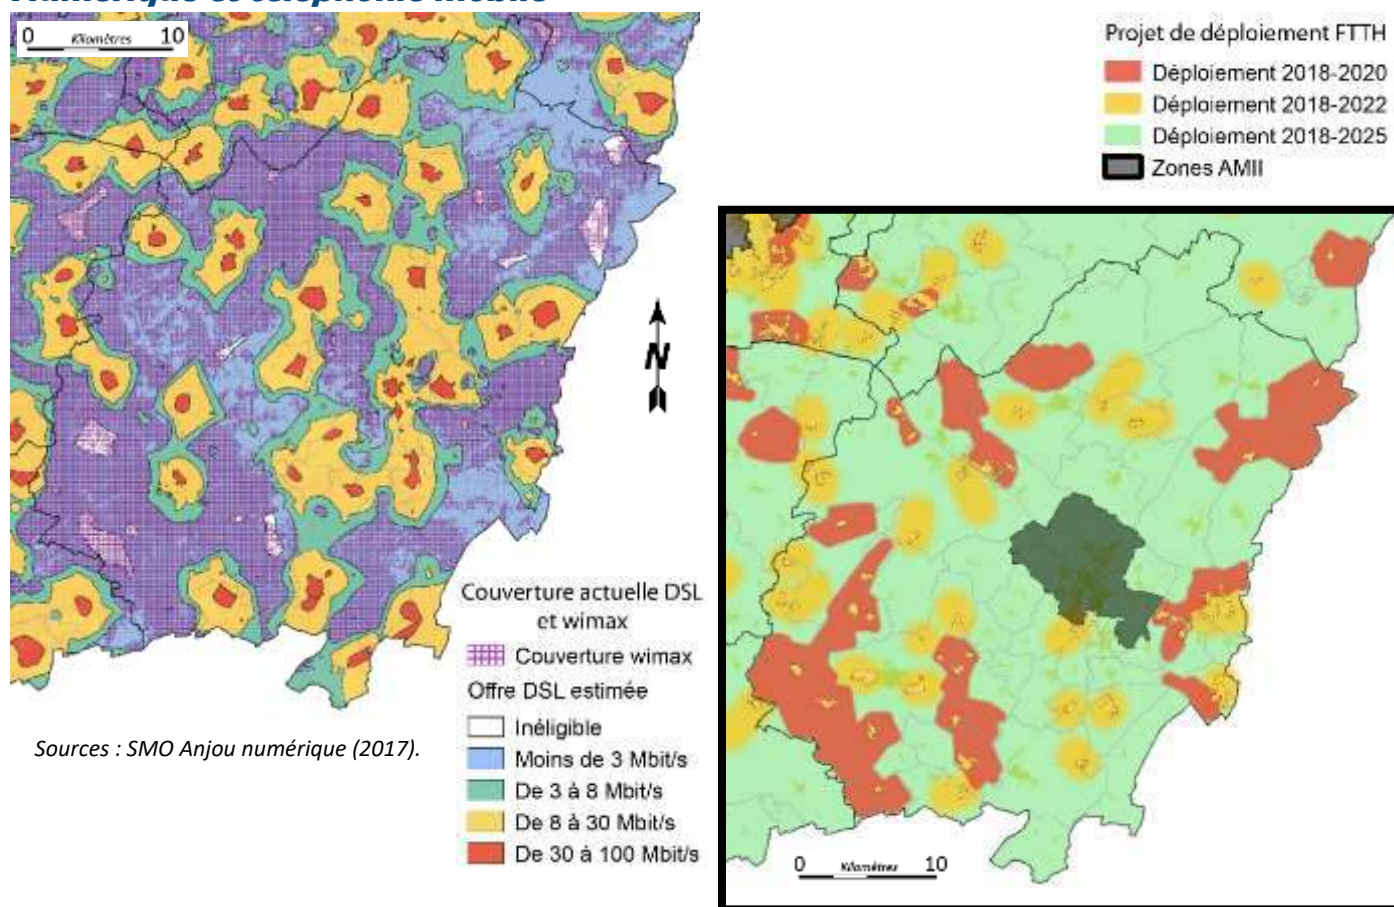 Numérique et téléphonie mobile
0 Kilomètres 10
Projet de déploiement FTTH
Déploiement 2018-2020
Déploiement 2018-2022
Déploiement 2018-2025
Zones AMII
N
Couverture actuelle DSL
et wimax
Couverture wimax
Offre DSL estimée
Inéligible
Moins de 3 Mbit/s
De 3 à 8 Mbit/s
De 8 à 30 Mbit/s
De 30 à 100 Mbit/s
Sources : SMO Anjou numérique (2017).
0 Kilomètres 10